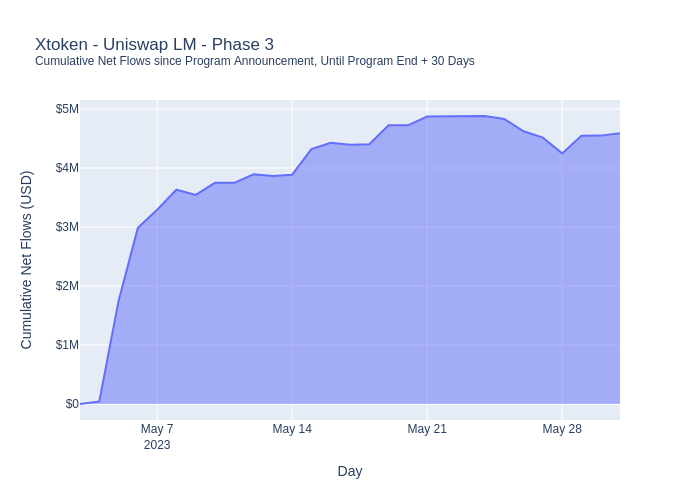 Xtoken - Uniswap LM - Phase 3
Cumulative Net Flows since Program Announcement, Until Program End + 30 Days
Cumulative Net Flows (USD)
$5M
$4M
$3M
$2M
$1M
$0
May 7
2023
May 14
May 21
May 28
Day